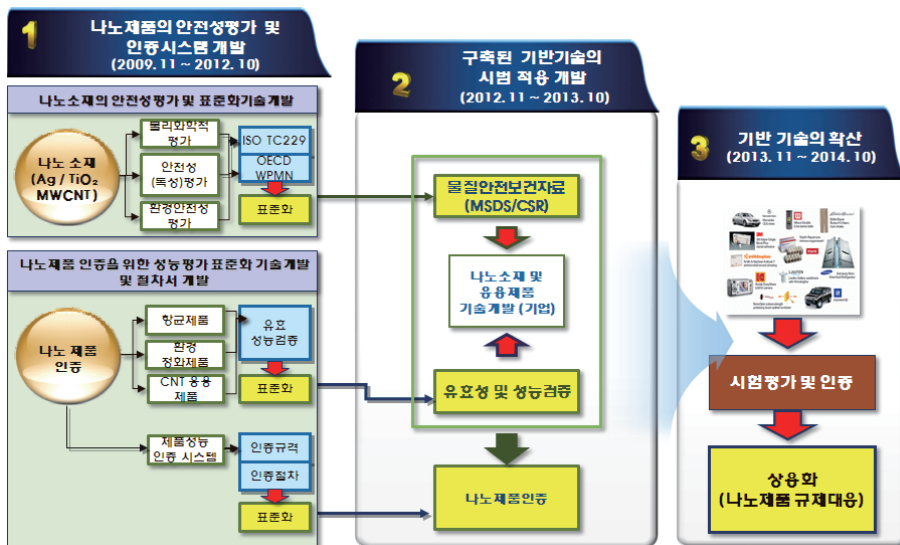 1
나노제품의 안전성평가 및
인증시스템 개발
(2009. 11 ~ 2012. 10)
나노소재의 안전성평가 및 표준화기술개발
나노 소재
(Ag / TiO₂
MWCNT)
물리화학적
평가
안전성
(독성)평가
환경안전성
평가
ISO TC229
OECD
WPMN
표준화
나노제품 인증을 위한 성능평가 표준화 기술개발
및 절차서 개발
나노 제품
인증
항균제품
환경
정화제품
CNT 응용
제품
유효
성능검증
표준화
제품성능
인증 시스템
인증규격
인증절차
표준화
2
구축된 기반기술의
시범 적용 개발
(2012. 11 ~ 2013. 10)
물질안전보건자료
(MSDS/CSR)
나노소재 및
응용제품
기술개발 (기업)
유효성 및 성능검증
나노제품인증
3
기반 기술의 확산
(2013. 11 ~ 2014. 10)
시험평가 및 인증
상용화
(나노제품 규제대응)